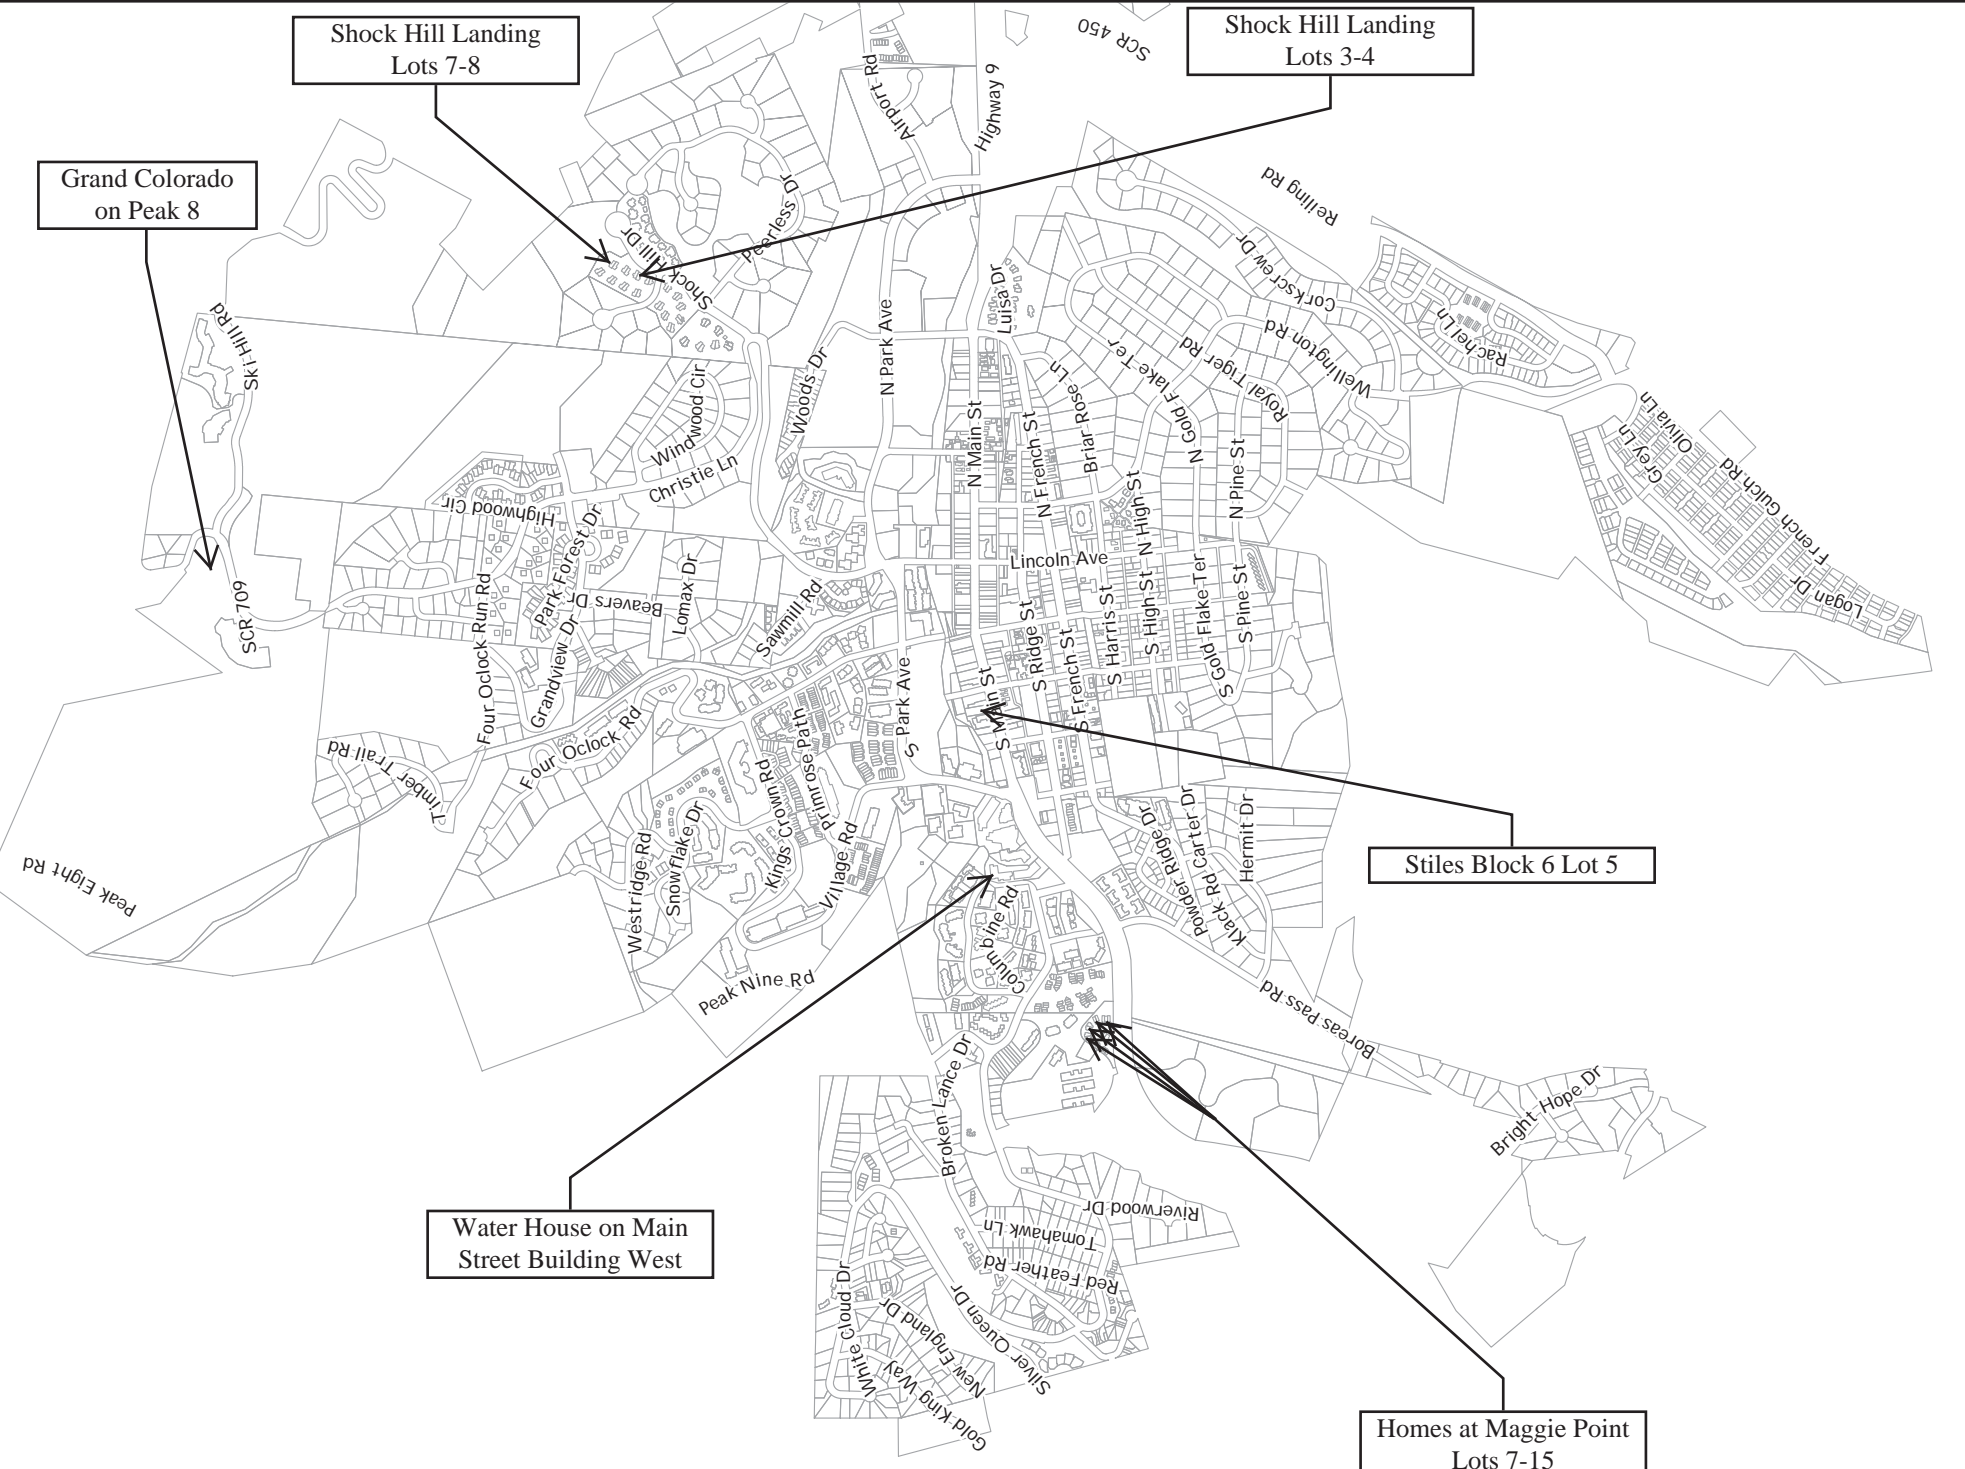 Shock Hill Landing
Lots 7-8
Shock Hill Landing
Lots 3-4
SCR 450
Airport Rd
Highway 9
Grand Colorado
on Peak 8
Reiling Rd
Peerless Dr
Shock Hill Dr
Corkscrew Dr
Luisa Dr
Ski Hill Rd
N Park Ave
Woods Dr
Windwood Cir
Christie Ln
N Main St
N French St
Briar Rose Ln
N Gold Flake Ter
Royal Tiger Rd
Wellington Rd
Rachel Ln
N High St
N Pine St
Grey Ln
Olivia Ln
French Gulch Rd
Logan Dr
Highwood Cir
Park Forest Dr
Beavers Dr
Lomax Dr
Sawmill Rd
Lincoln Ave
SCR 709
Four Oclock Run Rd
Grandview Dr
S Ridge St
S French St
S Harris St
S High St
S Gold Flake Ter
S Pine St
S Main St
S Park Ave
Four Oclock Rd
Timber Trail Rd
Primrose Path
Kings Crown Rd
Village Rd
Snowflake Dr
Westridge Rd
Peak Eight Rd
Peak Nine Rd
Powder Ridge Dr
Klack Rd
Carter Dr
Hermit Dr
Stiles Block 6 Lot 5
Columbine Rd
Boreas Pass Rd
Broken Lance Dr
Bright Hope Dr
Water House on Main
Street Building West
Riverwood Dr
Tomahawk Ln
Red Feather Rd
White Cloud Dr
New England Dr
Silver Queen Dr
Gold King Way
Homes at Maggie Point
Lots 7-15